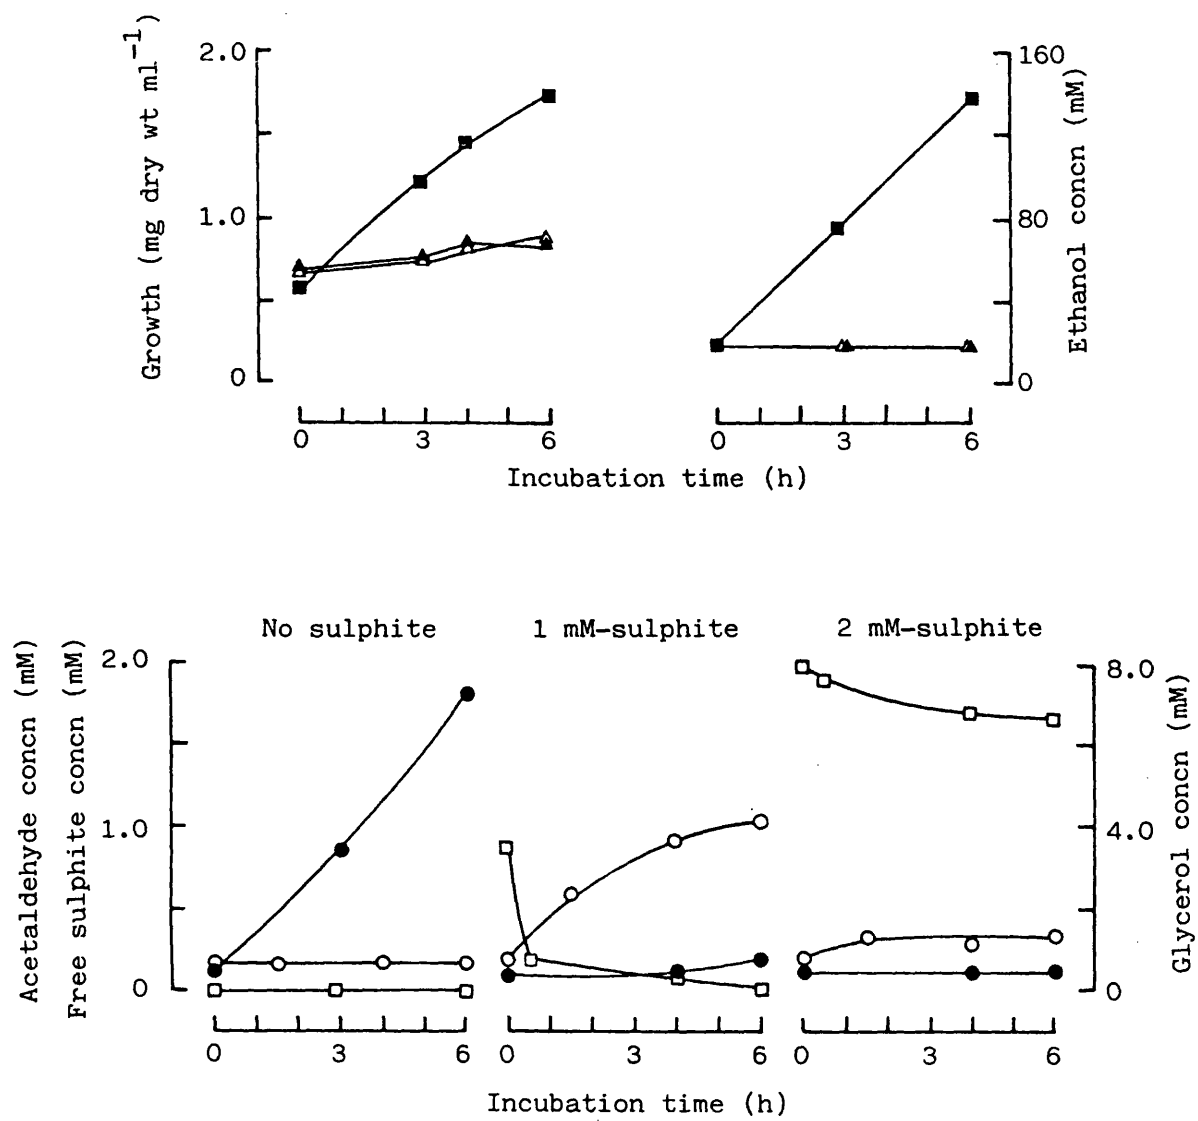 Growth (mg dry wt ml⁻¹)
2.0
1.0
0
160
80
0
Ethanol concn (mM)
0 3 6
0 3 6
Incubation time (h)
No sulphite
1 mM-sulphite
2 mM-sulphite
Acetaldehyde concn (mM)
Free sulphite concn (mM)
2.0
1.0
0
8.0
4.0
0
Glycerol concn (mM)
0 3 6
0 3 6
0 3 6
Incubation time (h)